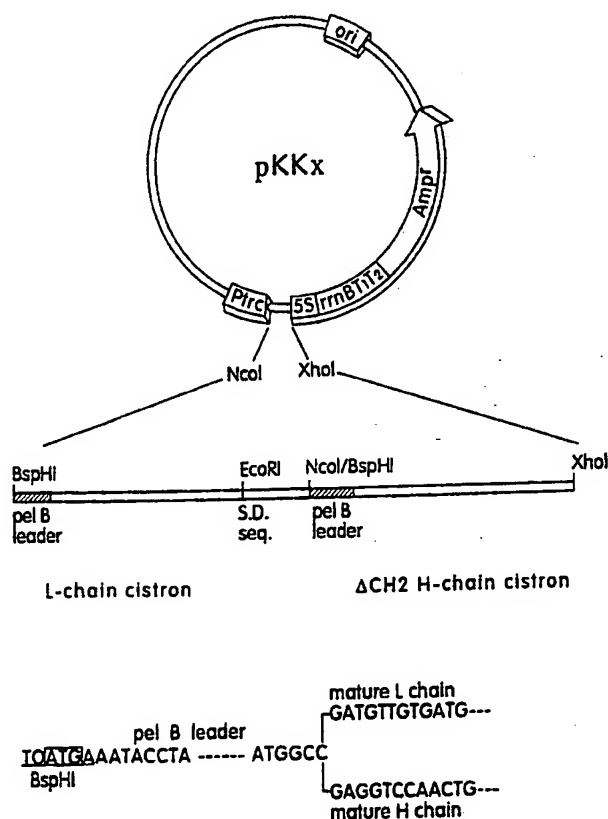 ori
pKKx
Ampr
Ptrc
5S rrnBT1T2
NcoI XhoI
BspHI EcoRI NcoI/BspHI XhoI
pel B leader
S.D. seq.
pel B leader
L-chain cistron ΔCH2 H-chain cistron
mature L chain
pel B leader GATGTTGTGATG---
TCATGAAATACCTA ------ ATGGCC
BspHI
GAGGTCCAACTG---
mature H chain